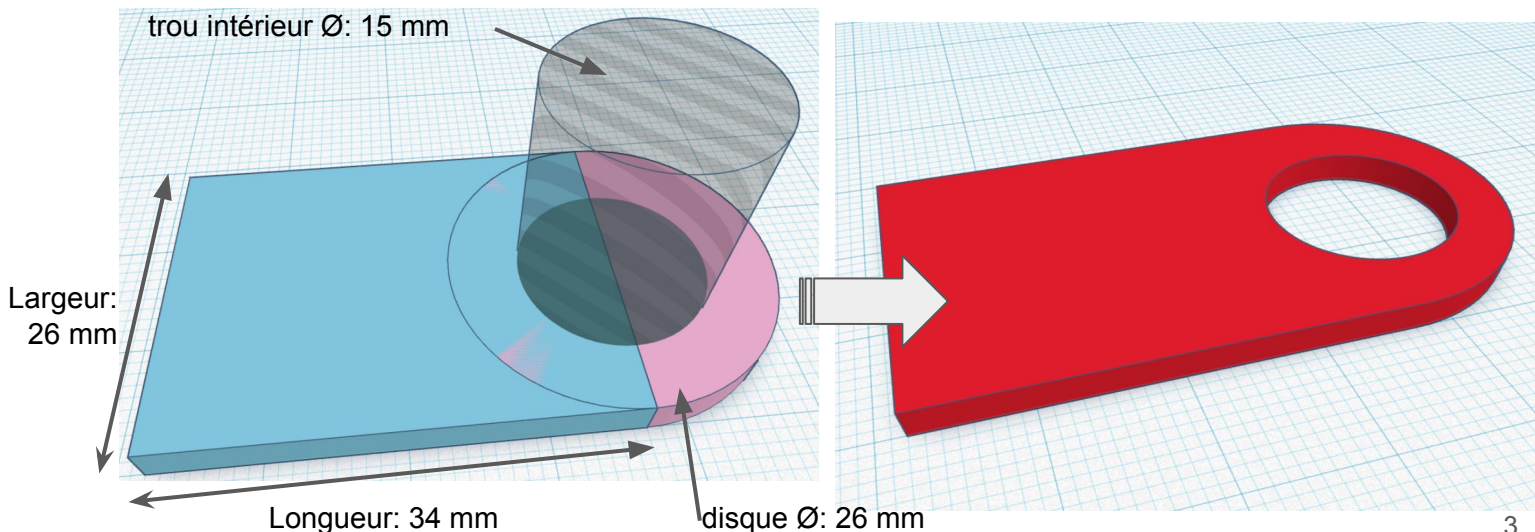 trou intérieur Ø: 15 mm
Largeur:
26 mm
Longueur: 34 mm
disque Ø: 26 mm
3